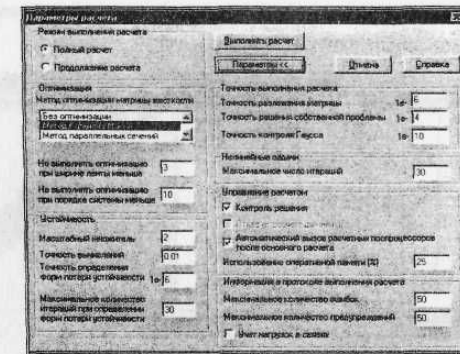 Параметры расчета
Режим выполнения расчета
Полный расчет
Продолжение расчета
Выполнить расчет
Параметры <<
Отмена
Справка
Оптимизация
Метод оптимизации матрицы жесткости
Без оптимизации
Метод параллельных сечений
Не выполнять оптимизацию
при ширине ленты меньше
3
Не выполнять оптимизацию
при порядке системы меньше
10
Устойчивость
Масштабный множитель
2
Точность вычислений
0.01
Точность определения
форм потери устойчивости 1e- 6
Максимальное количество
итераций при определении
форм потери устойчивости
30
Точность выполнения расчета
Точность разложения матрицы 1e- 6
Точность решения собственной проблемы 1e- 4
Точность контроля Гаусса 1e- 10
Нелинейные задачи
Максимальное число итераций
30
Управление расчетом
Контроль решения
Автоматический вызов расчетных постпроцессоров
после основного расчета
Использование оперативной памяти [%]
25
Информация в протоколе выполнения расчета
Максимальное количество ошибок
50
Максимальное количество предупреждений
50
Учет нагрузок в связях